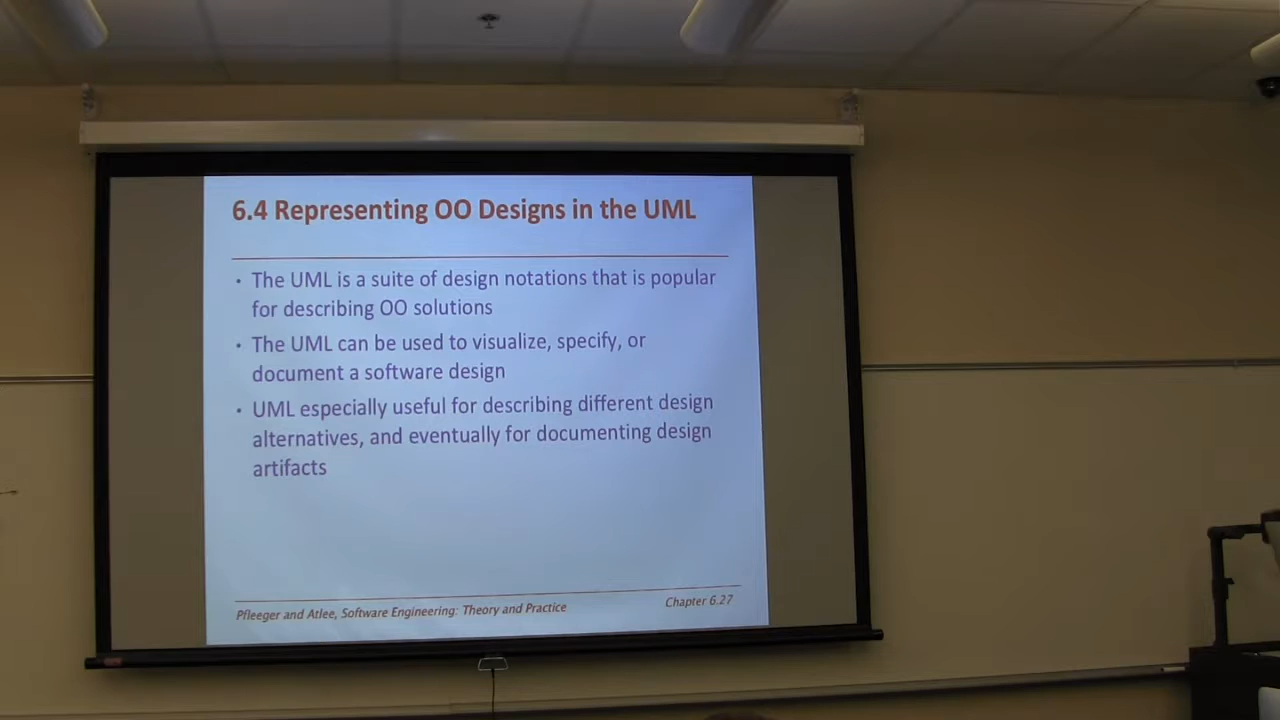 6.4 Representing OO Designs in the UML
• The UML is a suite of design notations that is popular
for describing OO solutions
• The UML can be used to visualize, specify, or
document a software design
• UML especially useful for describing different design
alternatives, and eventually for documenting design
artifacts
Pfleeger and Atlee, Software Engineering: Theory and Practice
Chapter 6.27